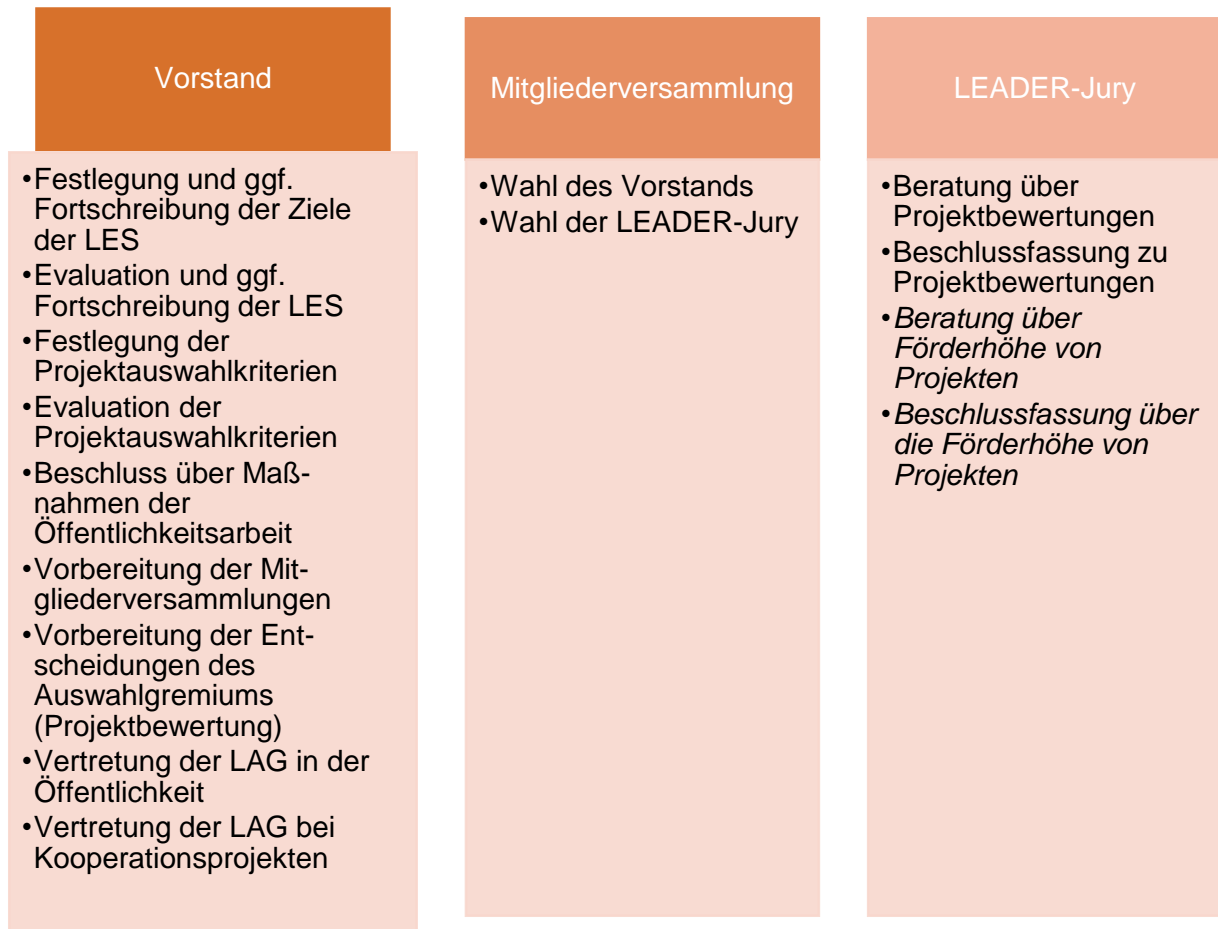 Vorstand
•Festlegung und ggf.
Fortschreibung der Ziele
der LES
•Evaluation und ggf.
Fortschreibung der LES
•Festlegung der
Projektauswahlkriterien
•Evaluation der
Projektauswahlkriterien
•Beschluss über Maß-
nahmen der
Öffentlichkeitsarbeit
•Vorbereitung der Mit-
gliederversammlungen
•Vorbereitung der Ent-
scheidungen des
Auswahlgremiums
(Projektbewertung)
•Vertretung der LAG in der
Öffentlichkeit
•Vertretung der LAG bei
Kooperationsprojekten
Mitgliederversammlung
•Wahl des Vorstands
•Wahl der LEADER-Jury
LEADER-Jury
•Beratung über
Projektbewertungen
•Beschlussfassung zu
Projektbewertungen
•Beratung über
Förderhöhe von
Projekten
•Beschlussfassung über
die Förderhöhe von
Projekten